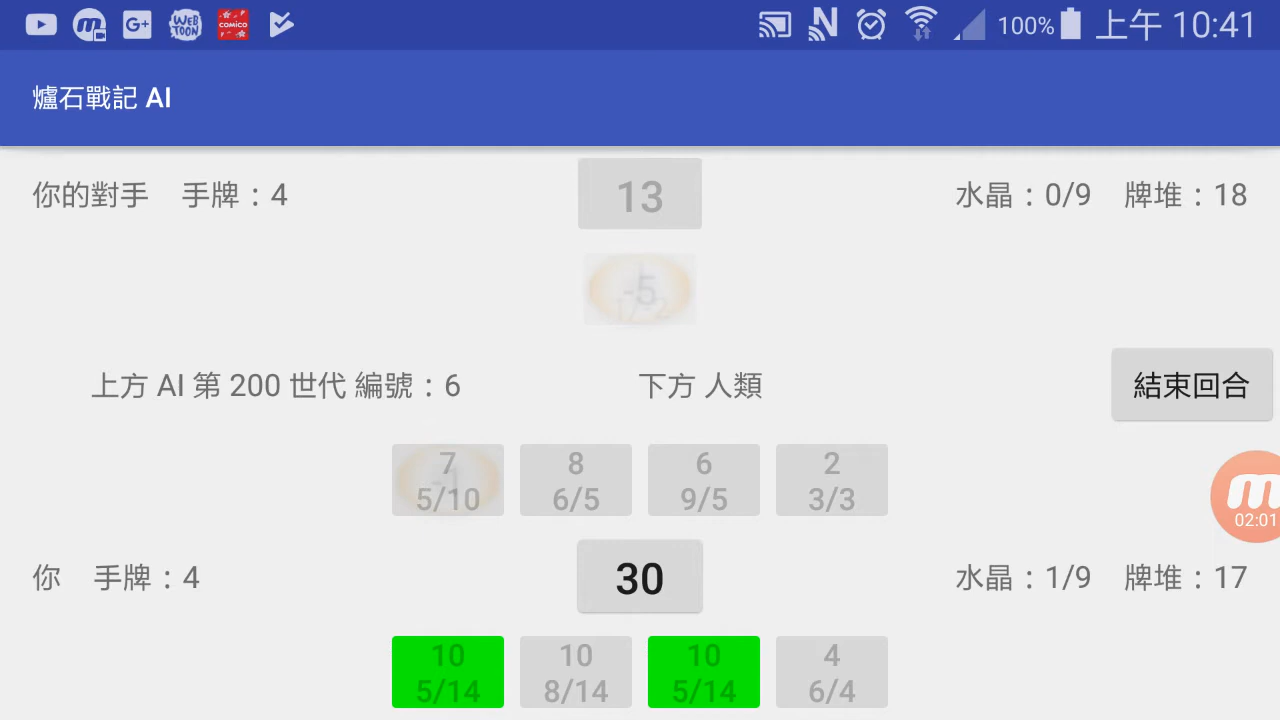 G+
WEB
TOON
COMICO
100%
上午 10:41
爐石戰記 AI
你的對手 手牌：4
13
水晶：0/9 牌堆：18
-5
上方 AI 第 200 世代 編號：6
下方 人類
結束回合
7 8 6 2
5/10 6/5 9/5 3/3
02:01
你 手牌：4
30
水晶：1/9 牌堆：17
10 10 10 4
5/14 8/14 5/14 6/4